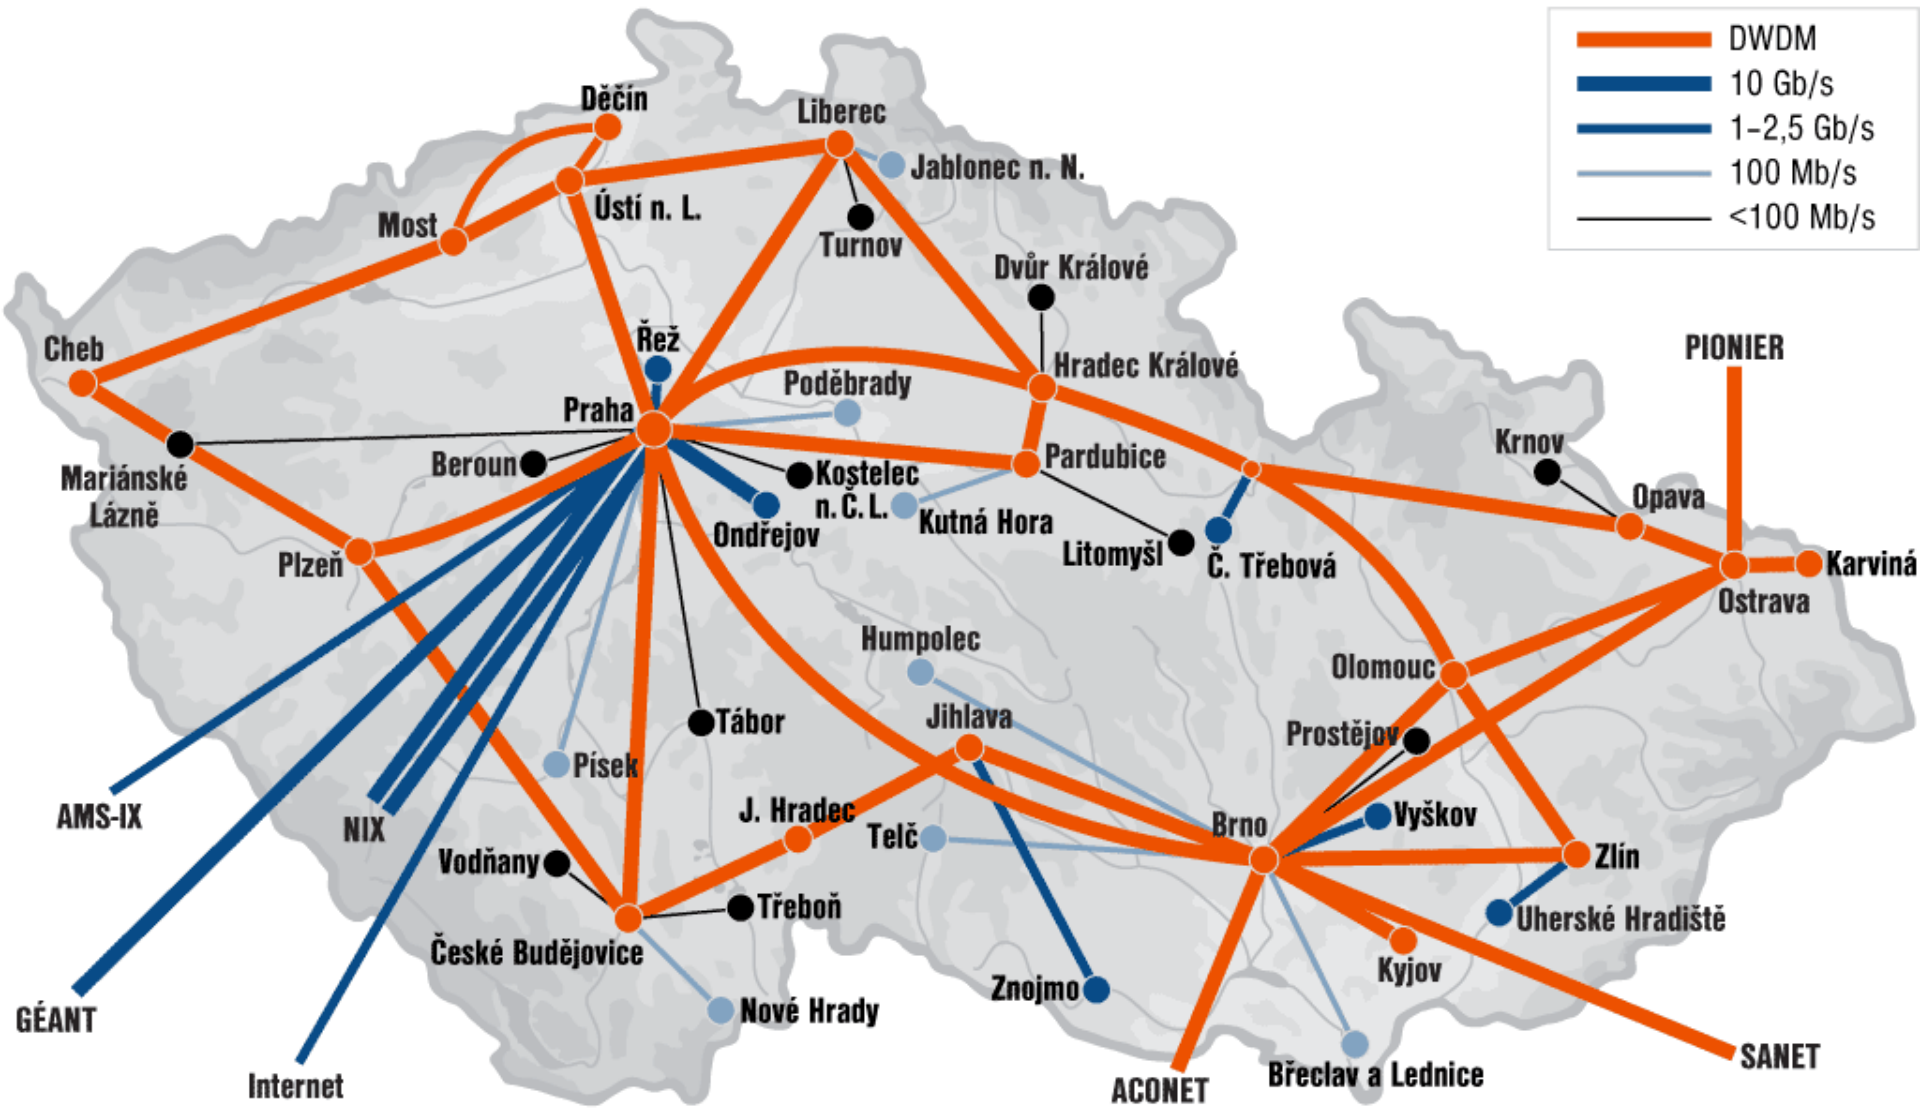 DWDM
10 Gb/s
1–2,5 Gb/s
100 Mb/s
<100 Mb/s
Děčín
Liberec
Jablonec n. N.
Ústí n. L.
Most
Turnov
Dvůr Králové
Cheb
Řež
Hradec Králové
PIONIER
Poděbrady
Praha
Krnov
Mariánské
Lázně
Beroun
Kostelec
n. Č. L.
Pardubice
Opava
Kutná Hora
Ondřejov
Litomyšl
Č. Třebová
Plzeň
Karviná
Ostrava
Humpolec
Olomouc
Tábor
Jihlava
Prostějov
Písek
AMS-IX
NIX
J. Hradec
Telč
Brno
Vyškov
Vodňany
Zlín
Třeboň
Uherské Hradiště
České Budějovice
Kyjov
Znojmo
Nové Hrady
GÉANT
SANET
Internet
ACONET
Břeclav a Lednice